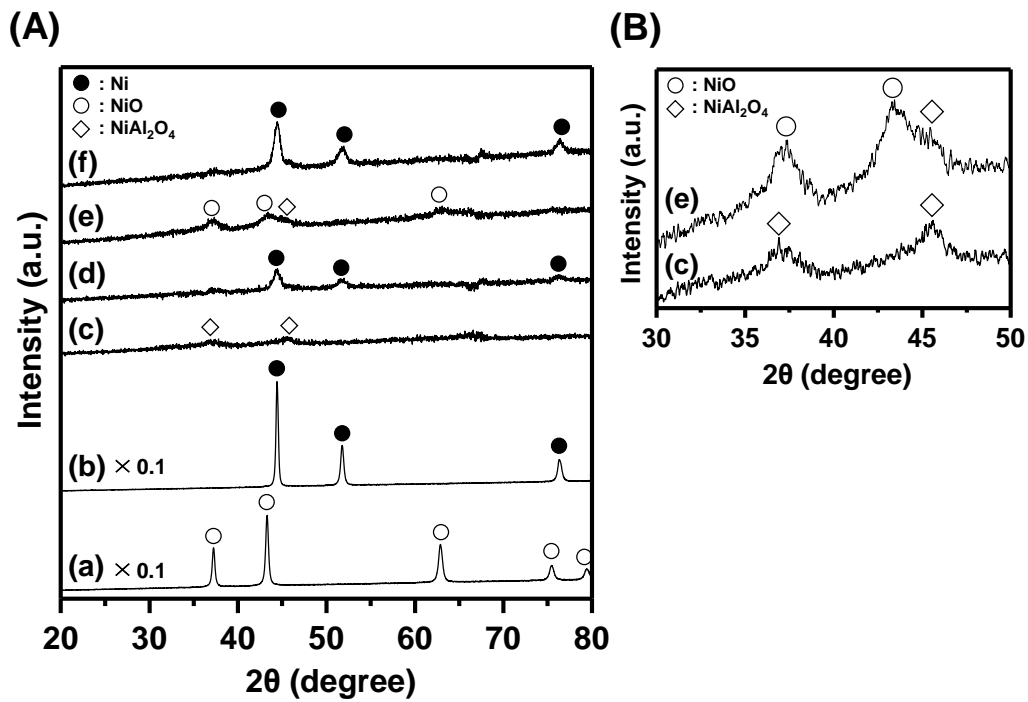 (A)
: Ni
: NiO
: NiAl₂O₄
(f)
(e)
(d)
(c)
(b) × 0.1
(a) × 0.1
Intensity (a.u.)
20 30 40 50 60 70 80
2θ (degree)
(B)
: NiO
: NiAl₂O₄
(e)
(c)
Intensity (a.u.)
30 35 40 45 50
2θ (degree)